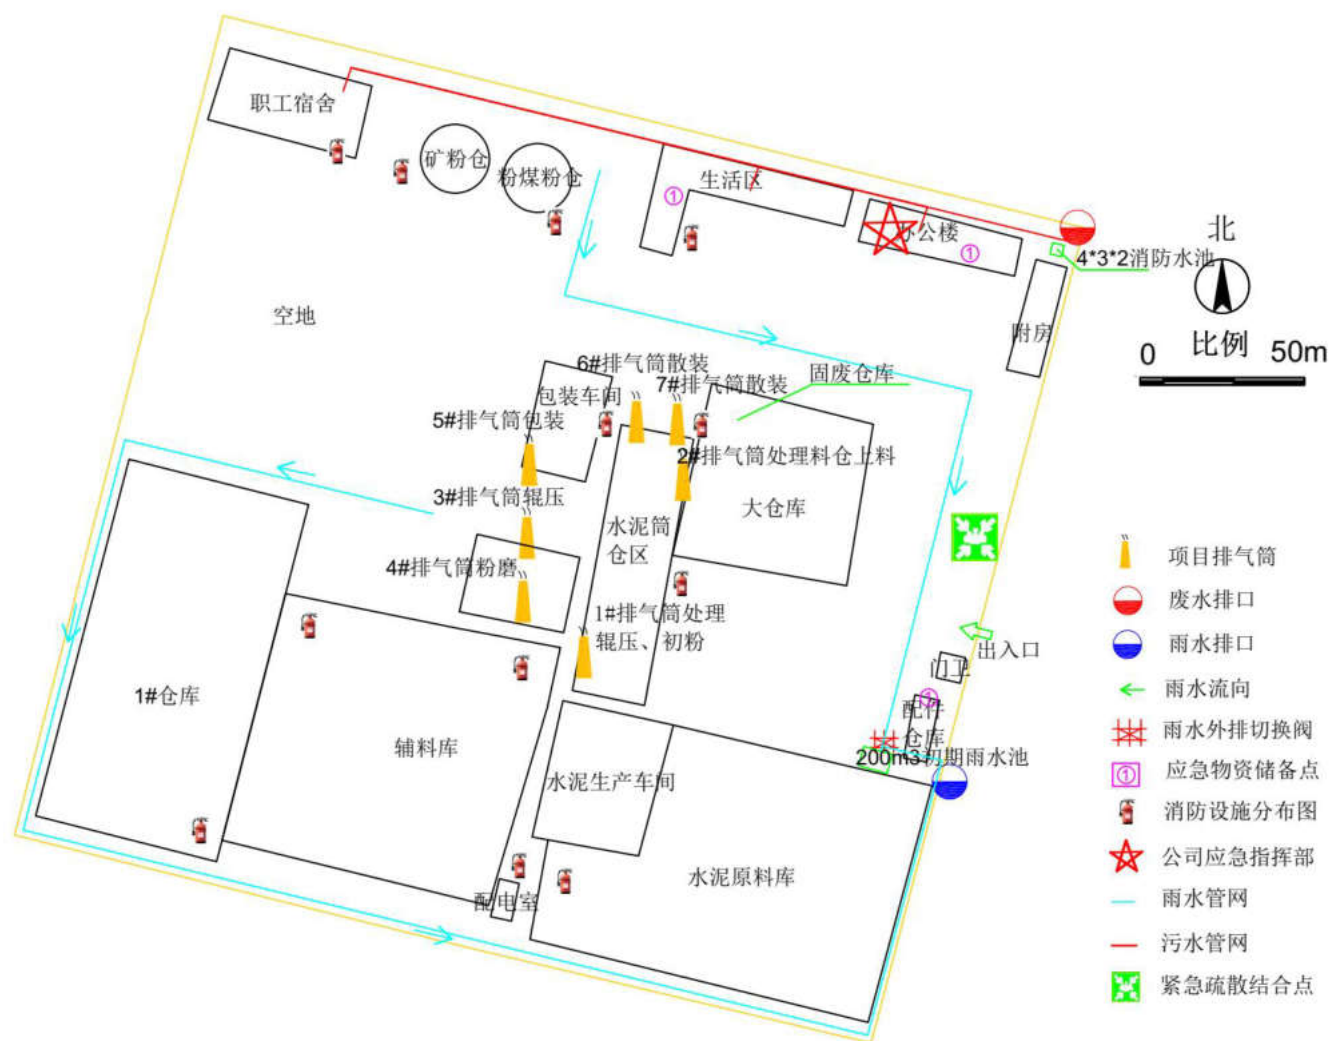 职工宿舍
矿粉仓
粉煤粉仓
生活区
①
办公楼
①
4*3*2消防水池
北
附房
空地
比例
0
50m
6#排气筒散装
7#排气筒散装
固废仓库
包装车间
5#排气筒包装
2#排气筒处理料仓上料
3#排气筒辊压
大仓库
水泥筒
仓区
4#排气筒粉磨
1#排气筒处理
辊压、初粉
出入口
门卫
①
配件
仓库
200m3初期雨水池
1#仓库
辅料库
水泥生产车间
水泥原料库
配电室
项目排气筒
废水排口
雨水排口
雨水流向
雨水外排切换阀
①
应急物资储备点
消防设施分布图
公司应急指挥部
雨水管网
污水管网
紧急疏散结合点